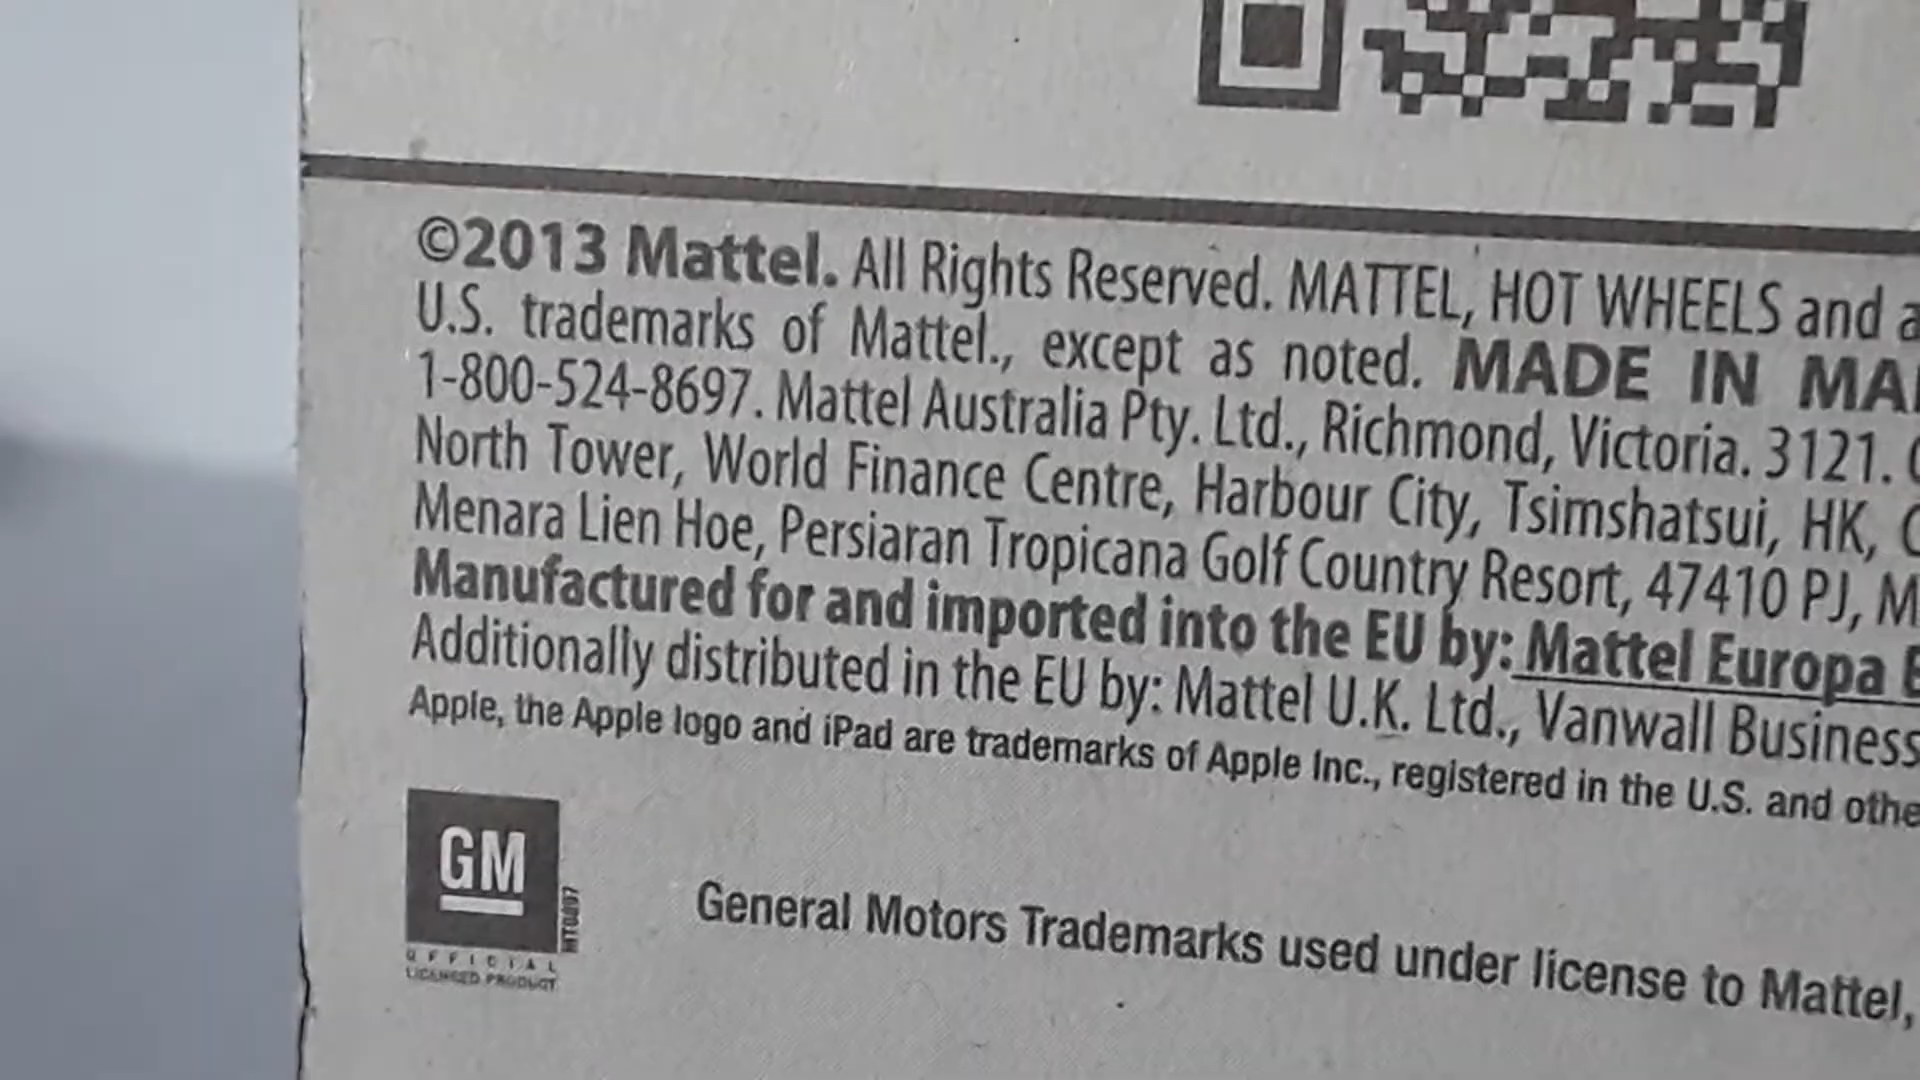 ©2013 Mattel. All Rights Reserved. MATTEL, HOT WHEELS and
U.S. trademarks of Mattel., except as noted. MADE IN
1-800-524-8697. Mattel Australia Pty. Ltd., Richmond, Victoria. 3121.
North Tower, World Finance Centre, Harbour City, Tsimshatsui, HK,
Menara Lien Hoe, Persiaran Tropicana Golf Country Resort, 47410 PJ,
Manufactured for and imported into the EU by: Mattel Europa
Additionally distributed in the EU by: Mattel U.K. Ltd., Vanwall Business
Apple, the Apple logo and iPad are trademarks of Apple Inc., registered in the U.S. and
GM
OFFICIAL
LICENSED PRODUCT
General Motors Trademarks used under license to Mattel,